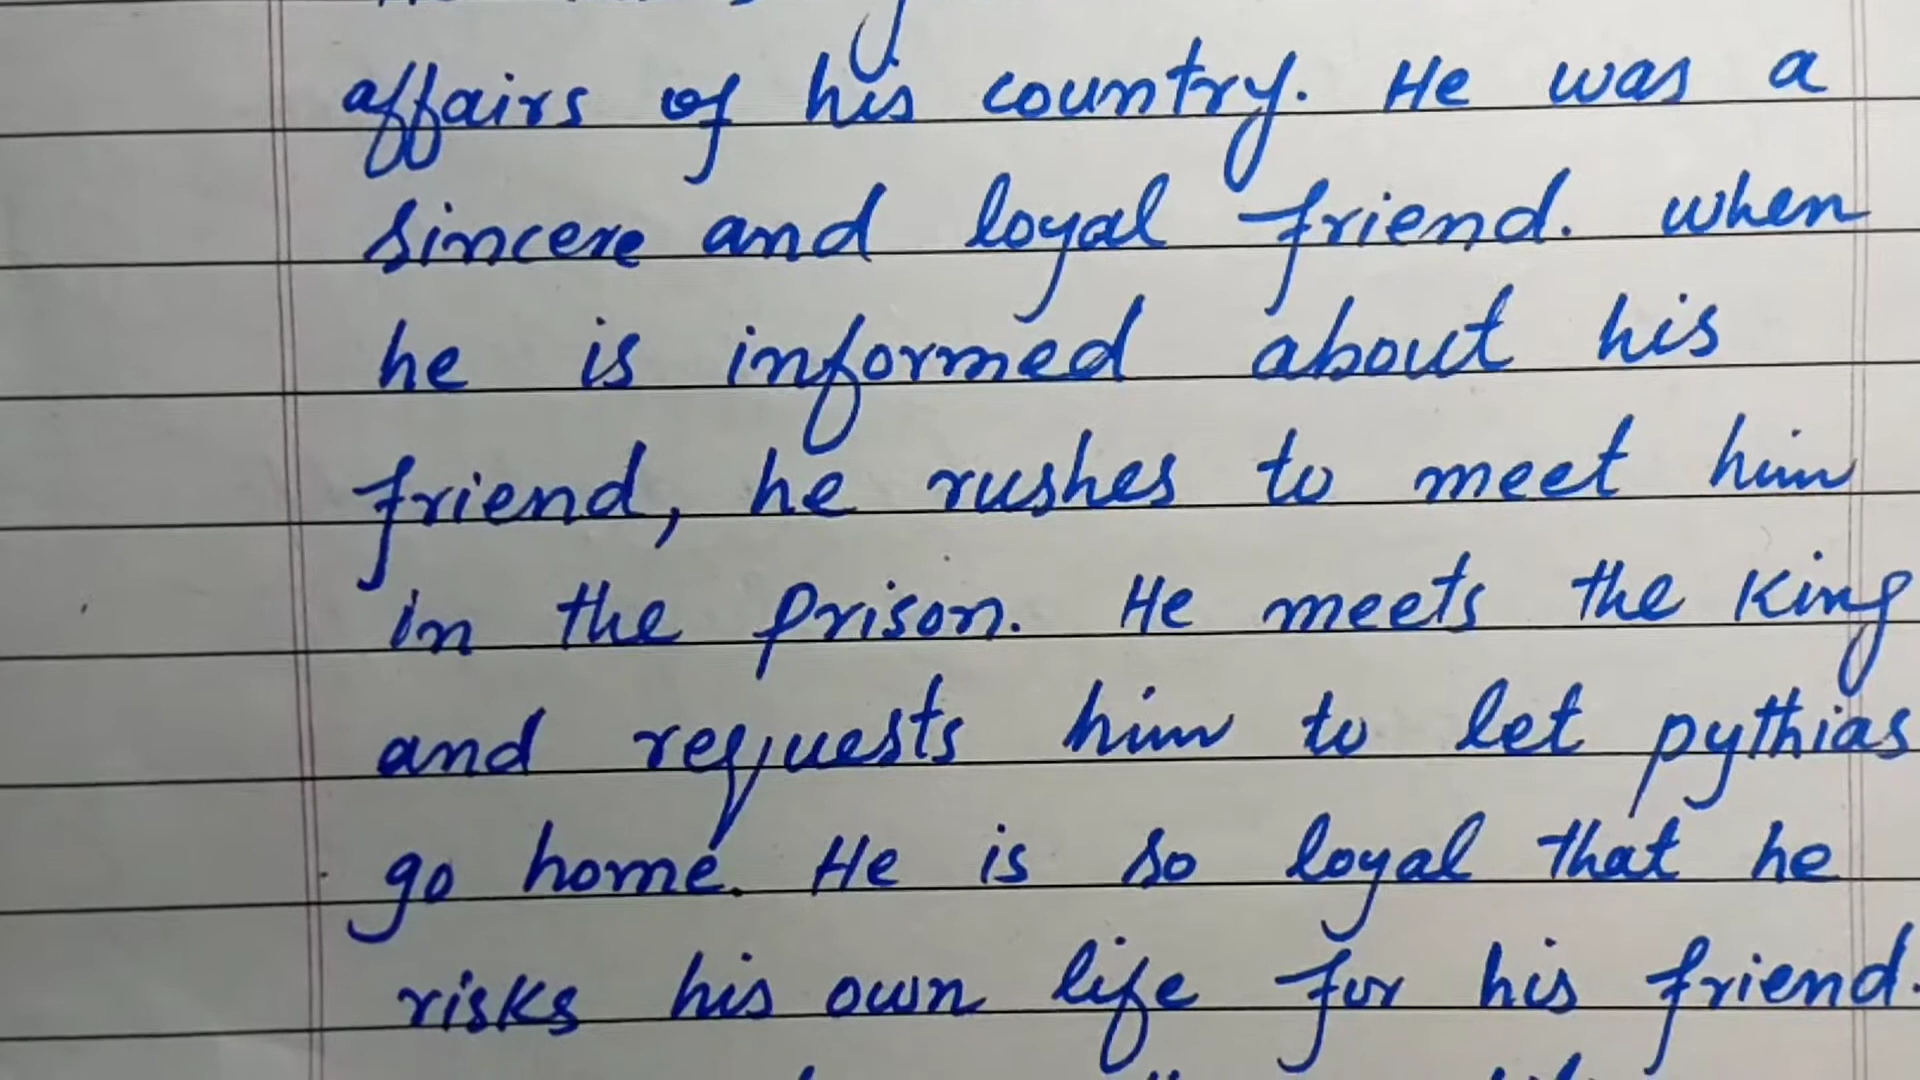 affairs of his country. He was a
sincere and loyal friend. when
he is informed about his
friend, he rushes to meet him
in the prison. He meets the King
and requests him to let pythias
go home. He is so loyal that he
risks his own life for his friend.